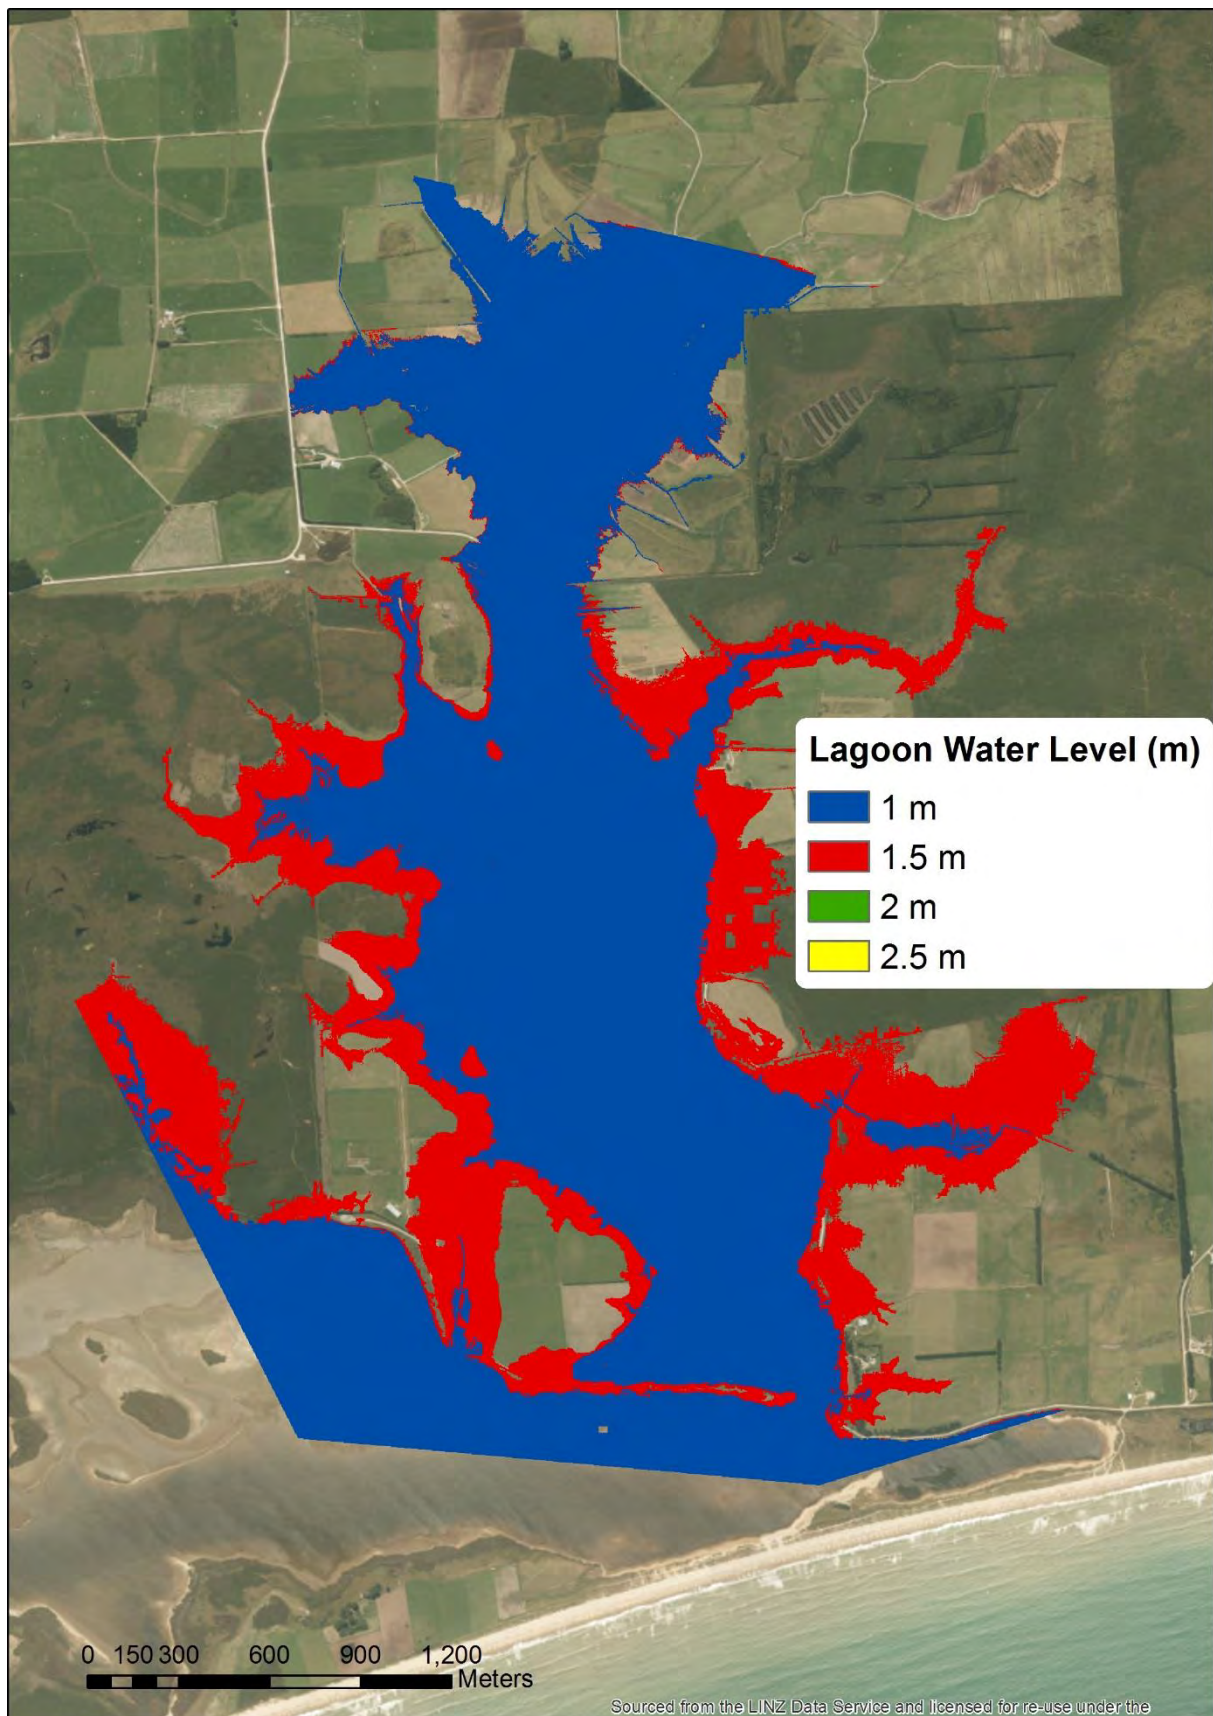 Lagoon Water Level (m)
1 m
1.5 m
2 m
2.5 m
0 150 300 600 900 1,200
Meters
Sourced from the LINZ Data Service and licensed for re-use under the